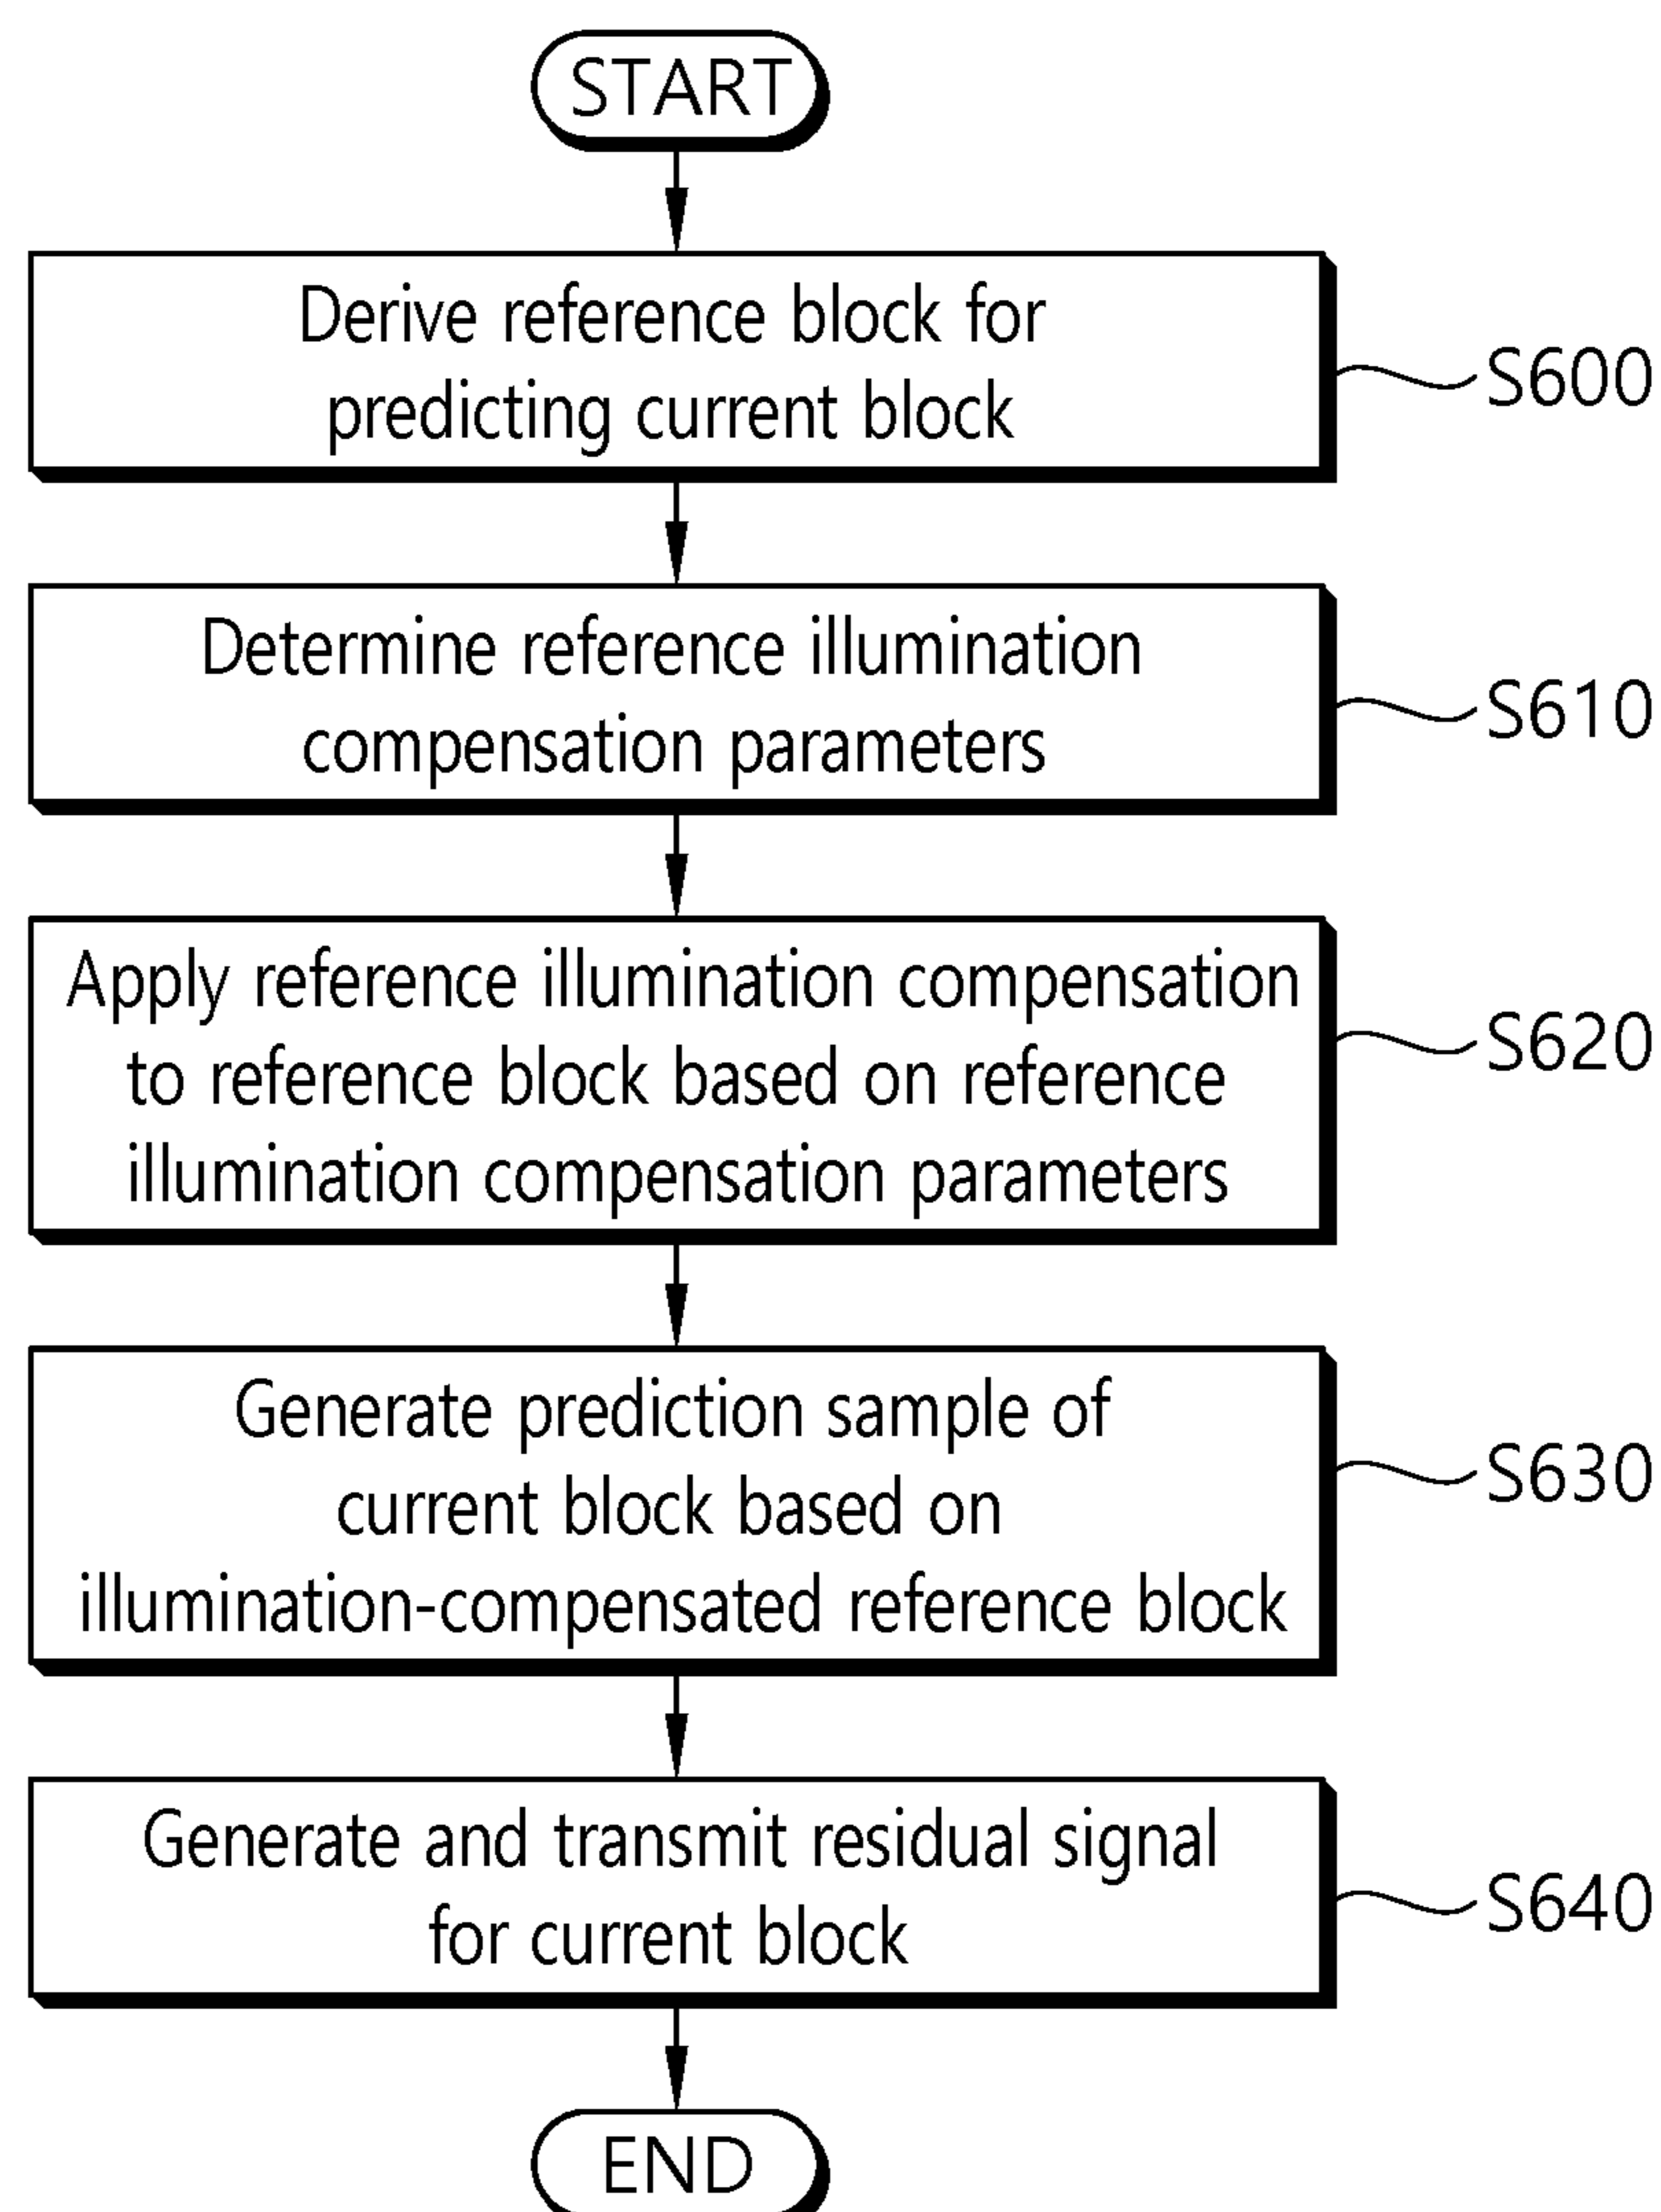 START
Derive reference block for
predicting current block
S600
Determine reference illumination
compensation parameters
S610
Apply reference illumination compensation
to reference block based on reference
illumination compensation parameters
S620
Generate prediction sample of
current block based on
illumination-compensated reference block
S630
Generate and transmit residual signal
for current block
S640
END